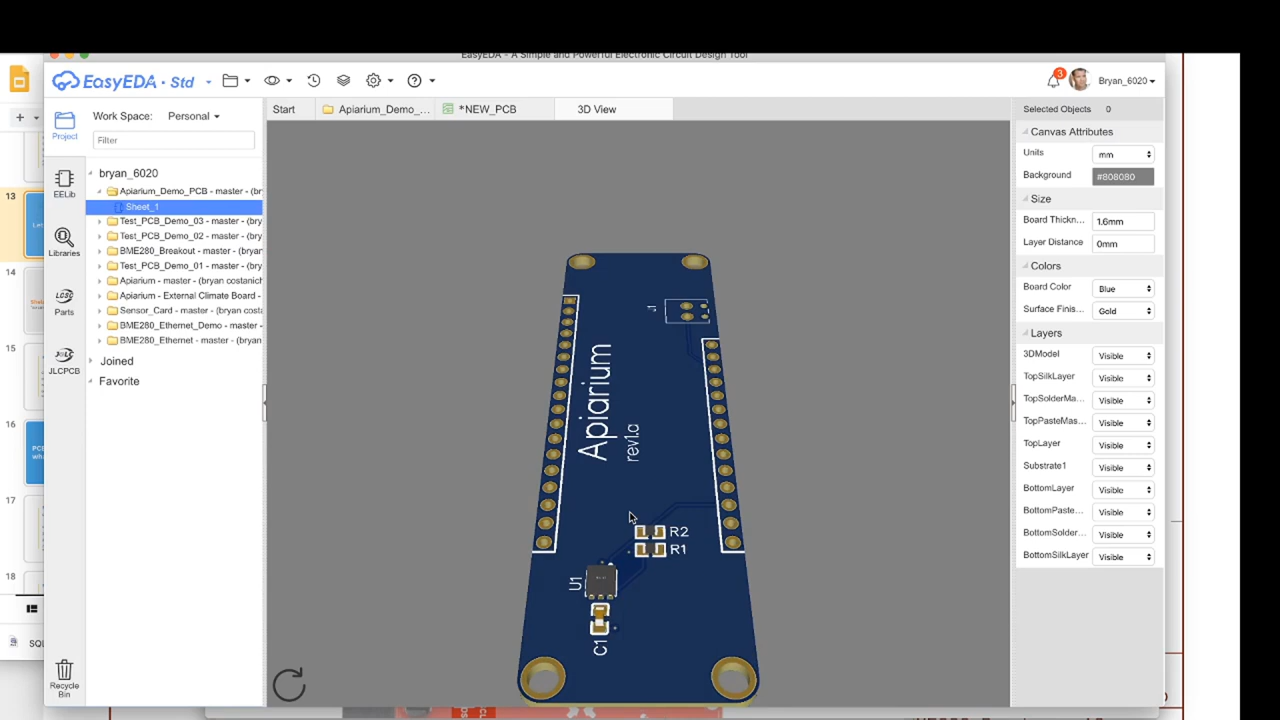 EasyEDA - A Simple and Powerful Electronic Circuit Design Tool
EasyEDA · Std
3
Bryan_6020
Project
EELib
Libraries
LCSC
Parts
JLC
JLCPCB
Recycle
Bin
Work Space: Personal
Filter
bryan_6020
Apiarium_Demo_PCB - master - (br
Sheet_1
Test_PCB_Demo_03 - master - (bry
Test_PCB_Demo_02 - master - (bry
BME280_Breakout - master - (bryan
Test_PCB_Demo_01 - master - (bry
Apiarium - master - (bryan costanich
Apiarium - External Climate Board -
Sensor_Card - master - (bryan costa
BME280_Ethernet_Demo - master -
BME280_Ethernet - master - (bryan
Joined
Favorite
Start
Apiarium_Demo_...
*NEW_PCB
3D View
J1
Apiarium
rev1.a
R2
R1
U1
C1
Selected Objects 0
Canvas Attributes
Units mm
Background #808080
Size
Board Thickn... 1.6mm
Layer Distance 0mm
Colors
Board Color Blue
Surface Finis... Gold
Layers
3DModel Visible
TopSilkLayer Visible
TopSolderMa... Visible
TopPasteMas... Visible
TopLayer Visible
Substrate1 Visible
BottomLayer Visible
BottomPaste... Visible
BottomSolder... Visible
BottomSilkLayer Visible
13
14
15
16
PCB
17
18
SQL